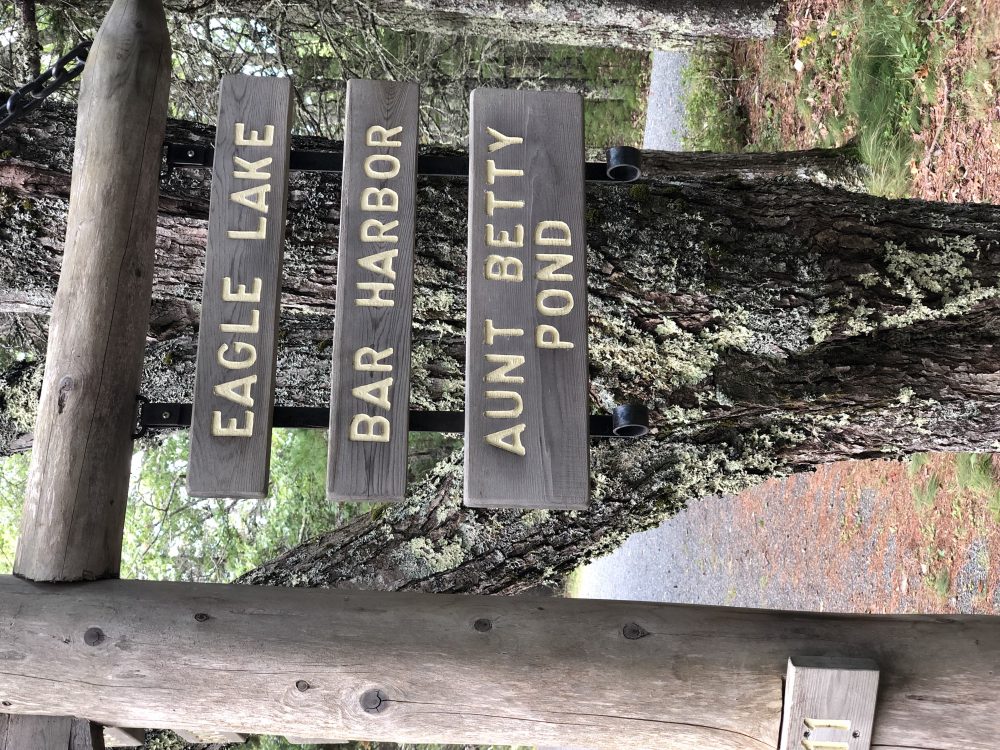 EAGLE LAKE
BAR HARBOR
AUNT BETTY
POND